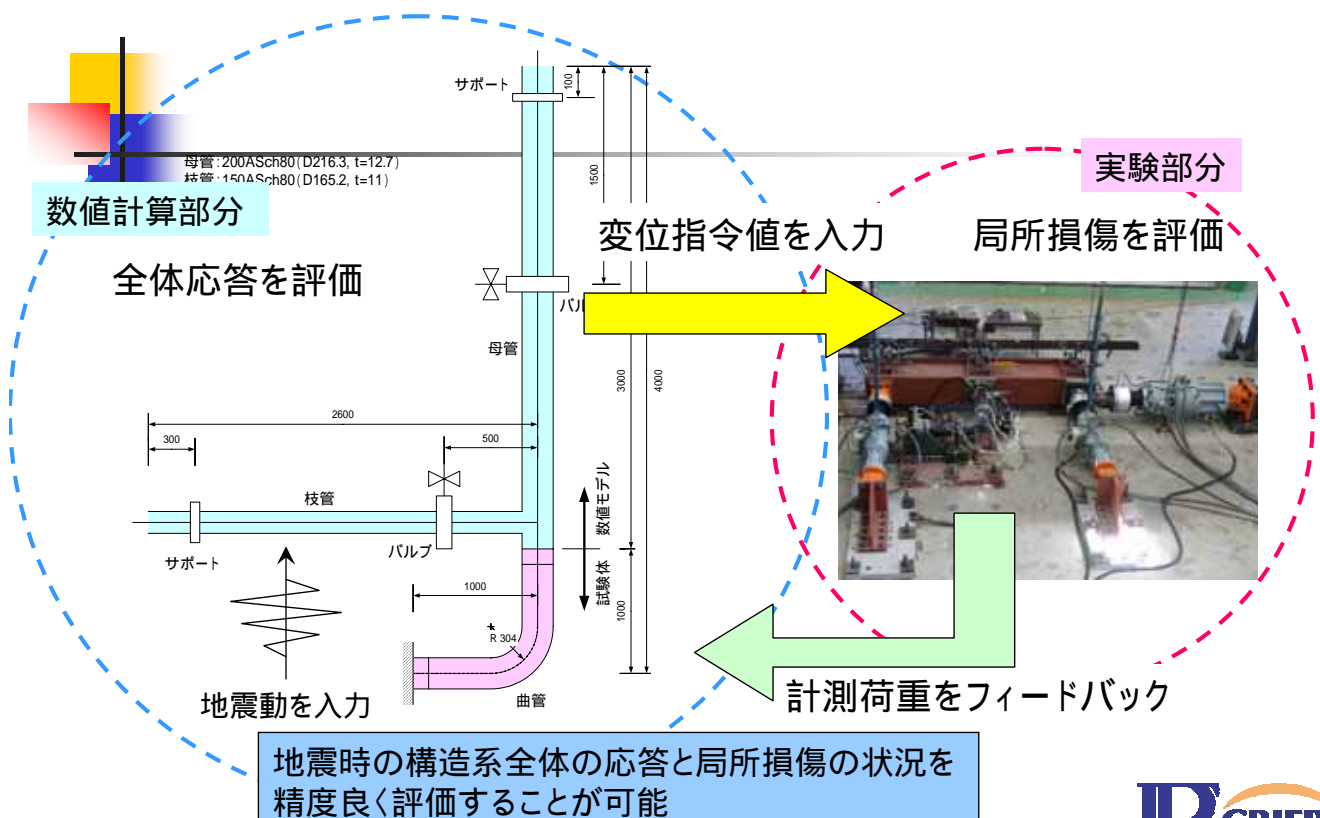 サポート
100
母管:200ASch80(D216.3, t=12.7)
枝管:150ASch80(D165.2, t=11)
1500
実験部分
数値計算部分
変位指令値を入力
局所損傷を評価
全体応答を評価
母管
3000
4000
2600
300
500
枝管
数値モデル
サポート
バルブ
試験体
1000
1000
R 304
地震動を入力
曲管
計測荷重をフィードバック
地震時の構造系全体の応答と局所損傷の状況を
精度良く評価することが可能